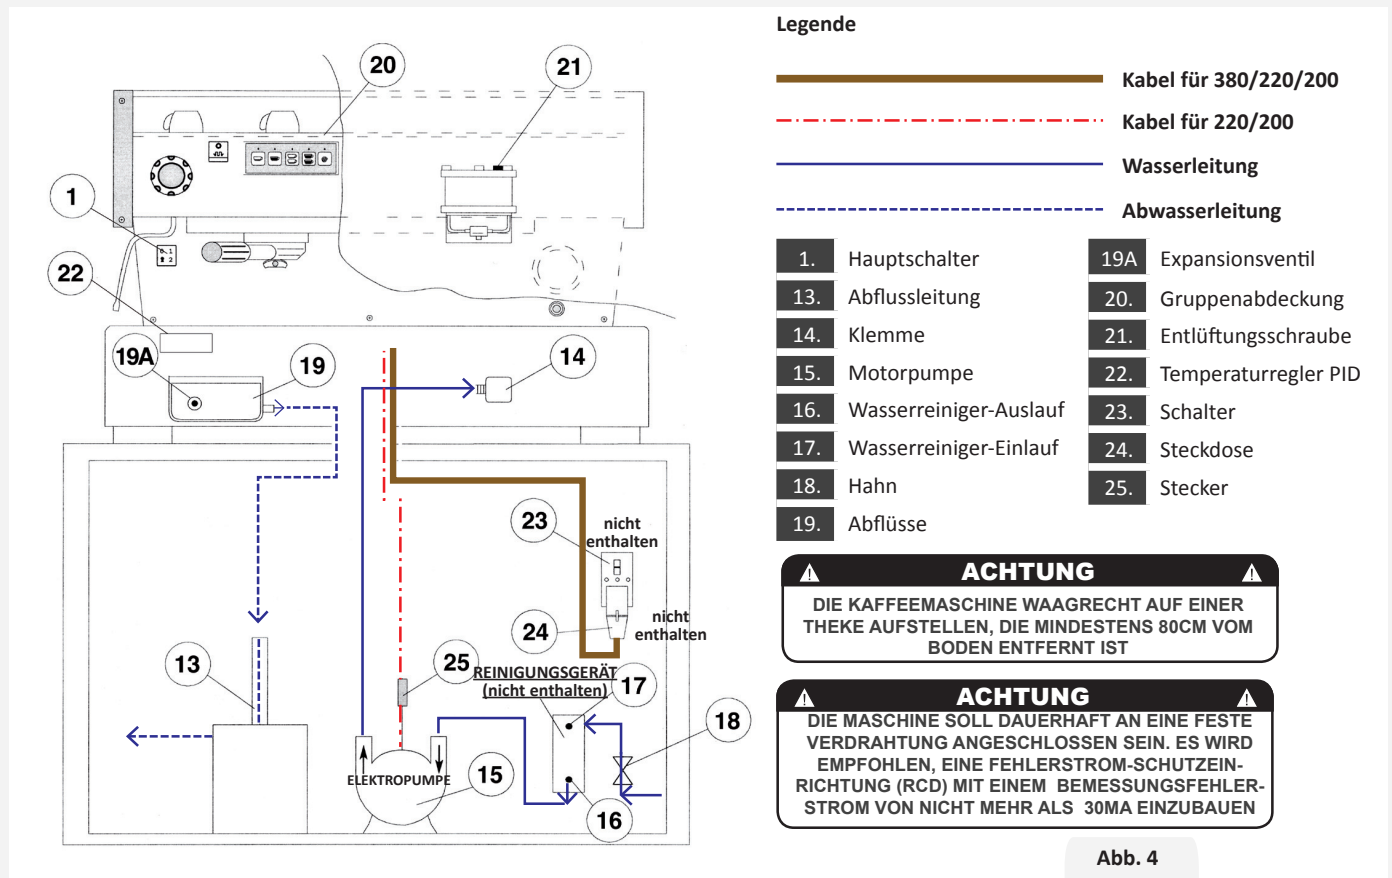 20
21
1
22
19A
19
14
23
nicht
enthalten
24
nicht
enthalten
13
25
REINIGUNGSGERÄT
(nicht enthalten)
17
18
ELEKTROPUMPE
15
16
1
2
Legende
Kabel für 380/220/200
Kabel für 220/200
Wasserleitung
Abwasserleitung
1. Hauptschalter
13. Abflussleitung
14. Klemme
15. Motorpumpe
16. Wasserreiniger-Auslauf
17. Wasserreiniger-Einlauf
18. Hahn
19. Abflüsse
19A Expansionsventil
20. Gruppenabdeckung
21. Entlüftungsschraube
22. Temperaturregler PID
23. Schalter
24. Steckdose
25. Stecker
ACHTUNG
DIE KAFFEEMASCHINE WAAGRECHT AUF EINER
THEKE AUFSTELLEN, DIE MINDESTENS 80CM VOM
BODEN ENTFERNT IST
ACHTUNG
DIE MASCHINE SOLL DAUERHAFT AN EINE FESTE
VERDRAHTUNG ANGESCHLOSSEN SEIN. ES WIRD
EMPFOHLEN, EINE FEHLERSTROM-SCHUTZEIN-
RICHTUNG (RCD) MIT EINEM BEMESSUNGSFEHLER-
STROM VON NICHT MEHR ALS 30MA EINZUBAUEN
Abb. 4